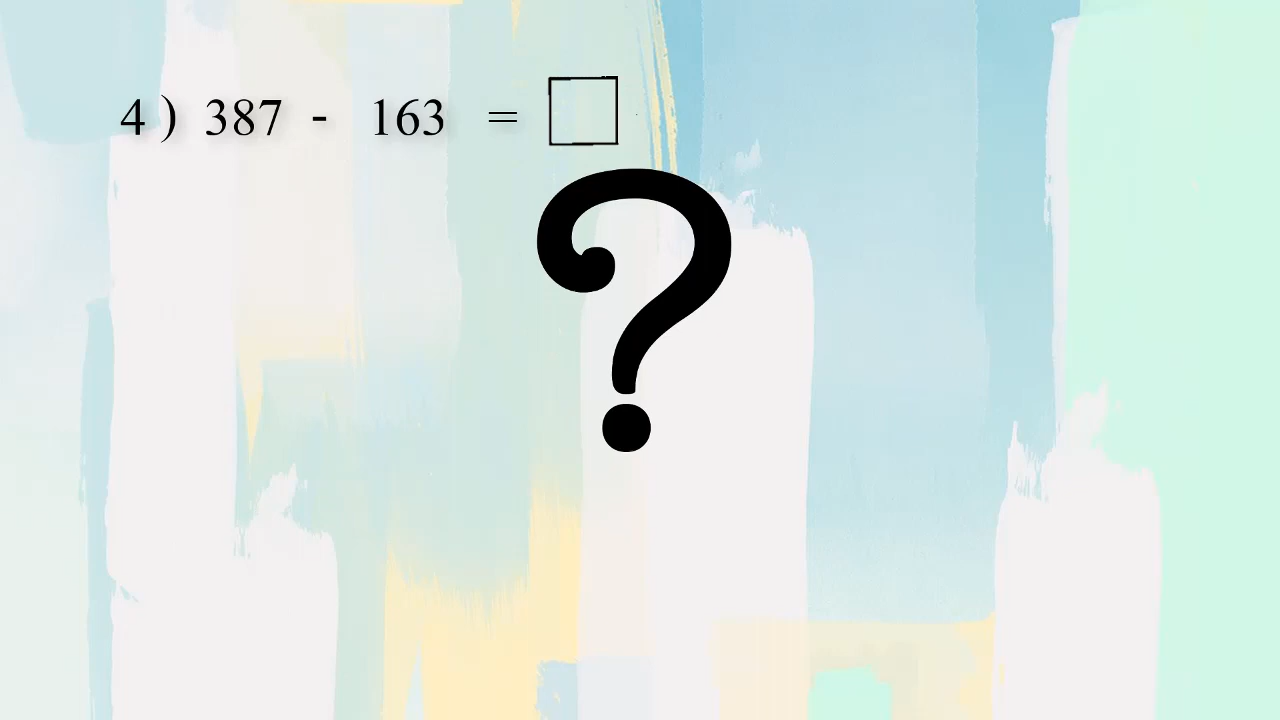 4 ) 387 - 163 = □
?